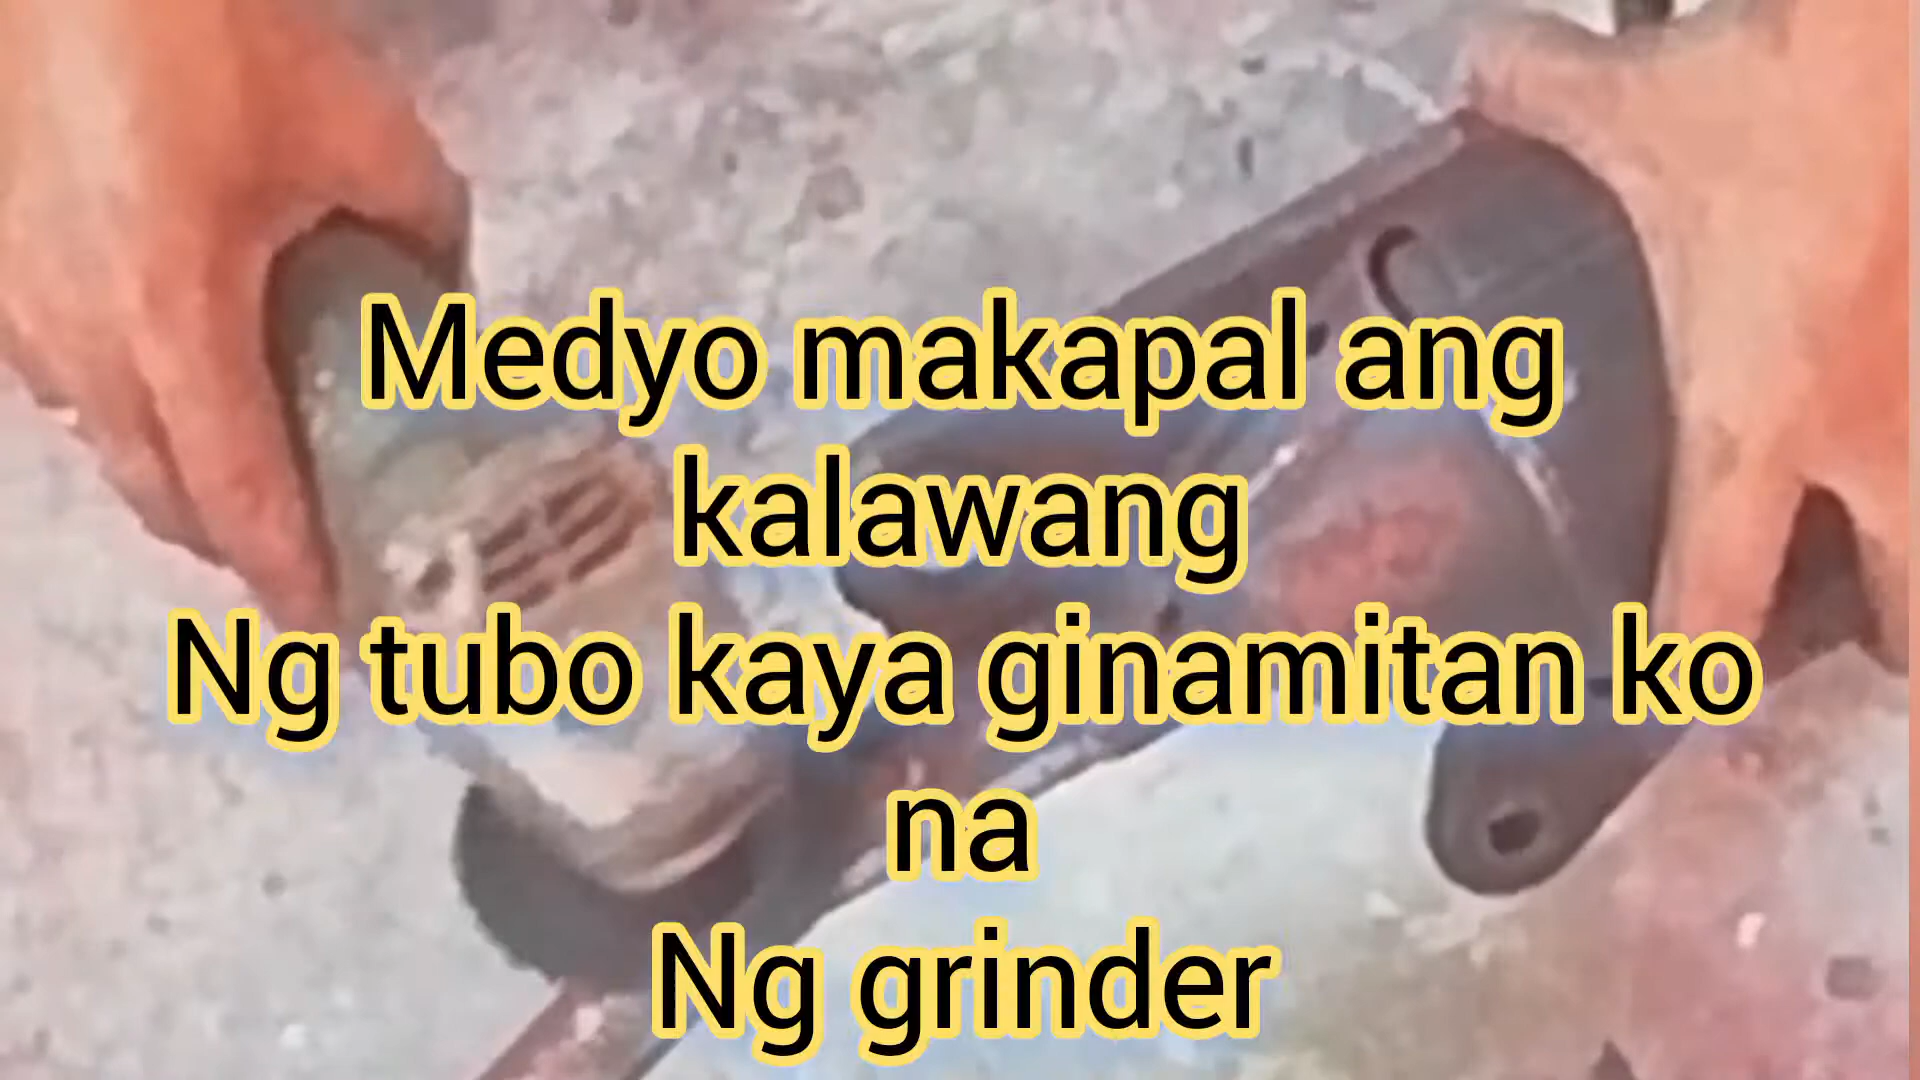 Medyo makapal ang
kalawang
Ng tubo kaya ginamitan ko
na
Ng grinder